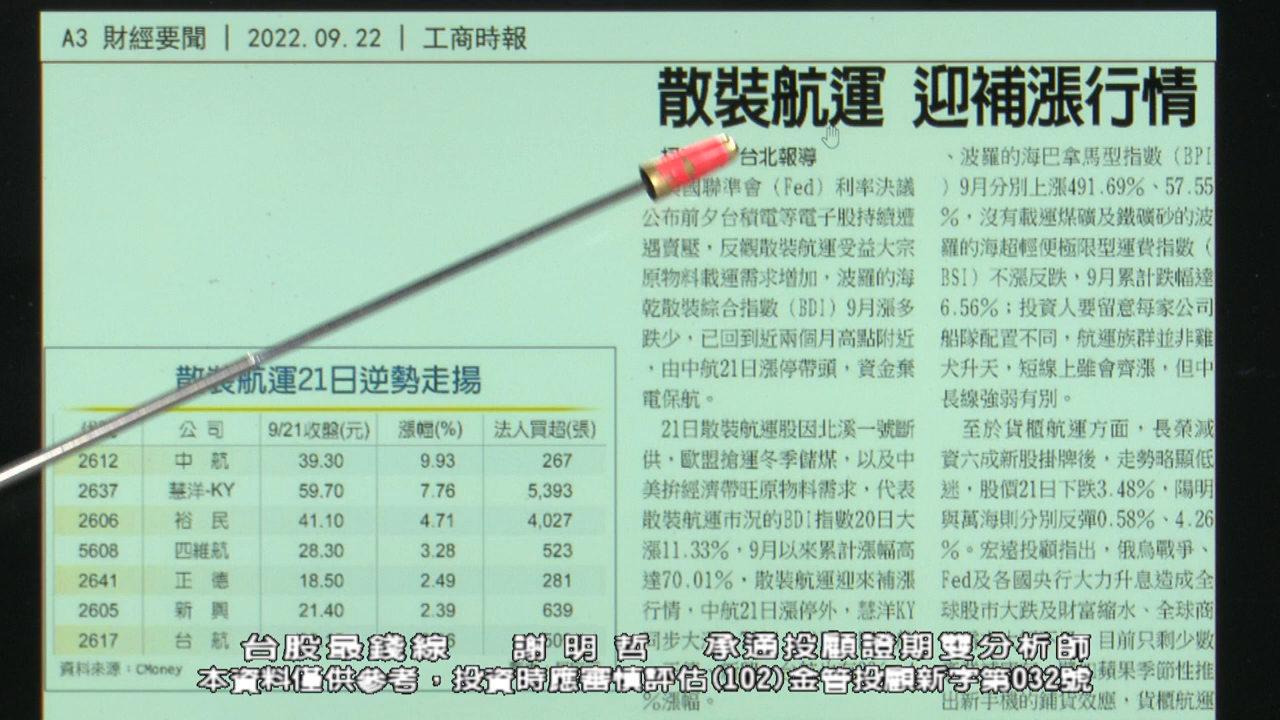 A3 財經要聞 | 2022.09.22 | 工商時報
散裝航運 迎補漲行情
台北報導
國聯準會（Fed）利率決議
公布前夕台積電等電子股持續遭
遇賣壓，反觀散裝航運受益大宗
原物料載運需求增加，波羅的海
乾散裝綜合指數（BDI）9月漲多
跌少，已回到近兩個月高點附近
，由中航21日漲停帶頭，資金棄
電保航。
21日散裝航運股因北溪一號斷
供，歐盟搶運冬季儲煤，以及中
美拚經濟帶旺原物料需求，代表
散裝航運市況的BDI指數20日大
漲11.33%，9月以來累計漲幅高
達70.01%，散裝航運迎來補漲
行情，中航21日漲停外，慧洋KY
同步大
%漲幅。
、波羅的海巴拿馬型指數（BPI
）9月分別上漲491.69%、57.55
%，沒有載運煤礦及鐵礦砂的波
羅的海超輕便極限型運費指數（
BSI）不漲反跌，9月累計跌幅達
6.56%；投資人要留意每家公司
船隊配置不同，航運族群並非雞
犬升天，短線上雖會齊漲，但中
長線強弱有別。
至於貨櫃航運方面，長榮減
資六成新股掛牌後，走勢略顯低
迷，股價21日下跌3.48%，陽明
與萬海則分別反彈0.58%、4.26
%。宏遠投顧指出，俄烏戰爭、
Fed及各國央行大力升息造成全
球股市大跌及財富縮水、全球商
目前只剩少數
蘋果季節性推
出新手機的鋪貨效應，貨櫃航運
散裝航運21日逆勢走揚
公司 9/21收盤(元) 漲幅(%) 法人買超(張)
2612 中航 39.30 9.93 267
2637 慧洋-KY 59.70 7.76 5,393
2606 裕民 41.10 4.71 4,027
5608 四維航 28.30 3.28 523
2641 正德 18.50 2.49 281
2605 新興 21.40 2.39 639
2617 台航
資料來源：CMoney
台股最錢線 謝明哲 承通投顧證期雙分析師
本資料僅供參考，投資時應審慎評估(102)金管投顧新字第032號